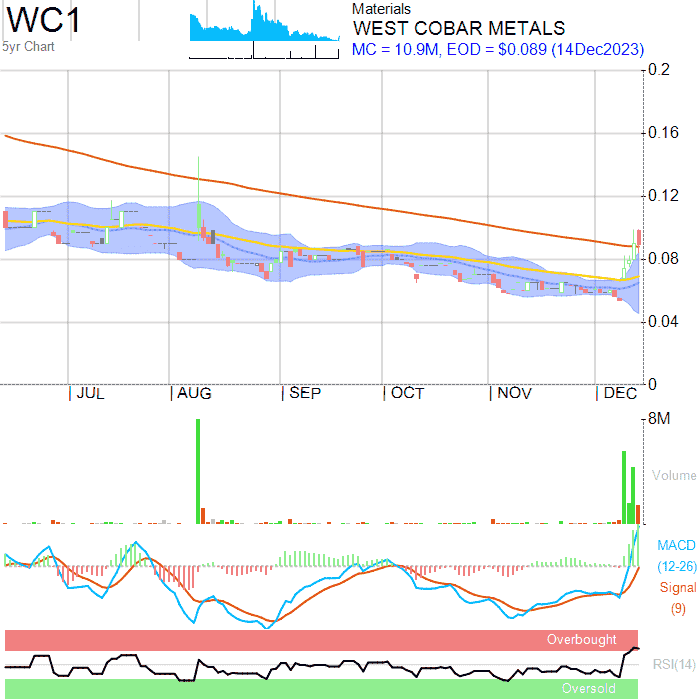 WC1
5yr Chart
Materials
WEST COBAR METALS
MC = 10.9M, EOD = $0.089 (14Dec2023)
0.2
0.16
0.12
0.08
0.04
0
JUL
AUG
SEP
OCT
NOV
DEC
8M
Volume
MACD
(12-26)
Signal
(9)
Overbought
RSI(14)
Oversold